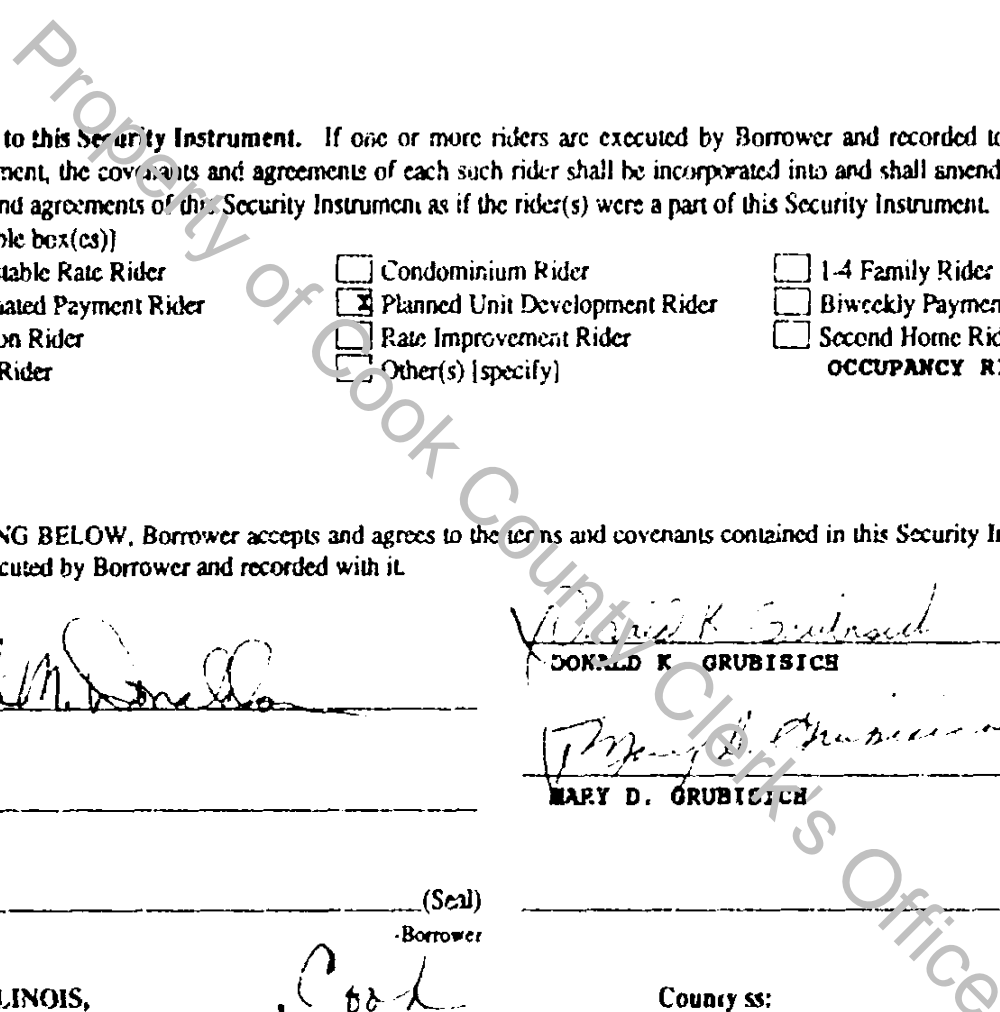 to this Security Instrument. If one or more riders are executed by Borrower and recorded to
ment, the covenants and agreements of each such rider shall be incorporated into and shall amend
nd agreements of this Security Instrument as if the rider(s) were a part of this Security Instrument.
ble box(es)]
table Rate Rider
Condominium Rider
1-4 Family Rider
uated Payment Rider
X Planned Unit Development Rider
Biweekly Paymen
on Rider
Rate Improvement Rider
Second Home Rid
Rider
Other(s) [specify]
OCCUPANCY R
NG BELOW, Borrower accepts and agrees to the terms and covenants contained in this Security In
cuted by Borrower and recorded with it.
Donald K Grubisich
DONALD K GRUBISICH
Mary D. Grubisich
MARY D. GRUBISICH
(Seal)
-Borrower
LINOIS,
Cook
County ss:
Property of Cook County Clerk's Office